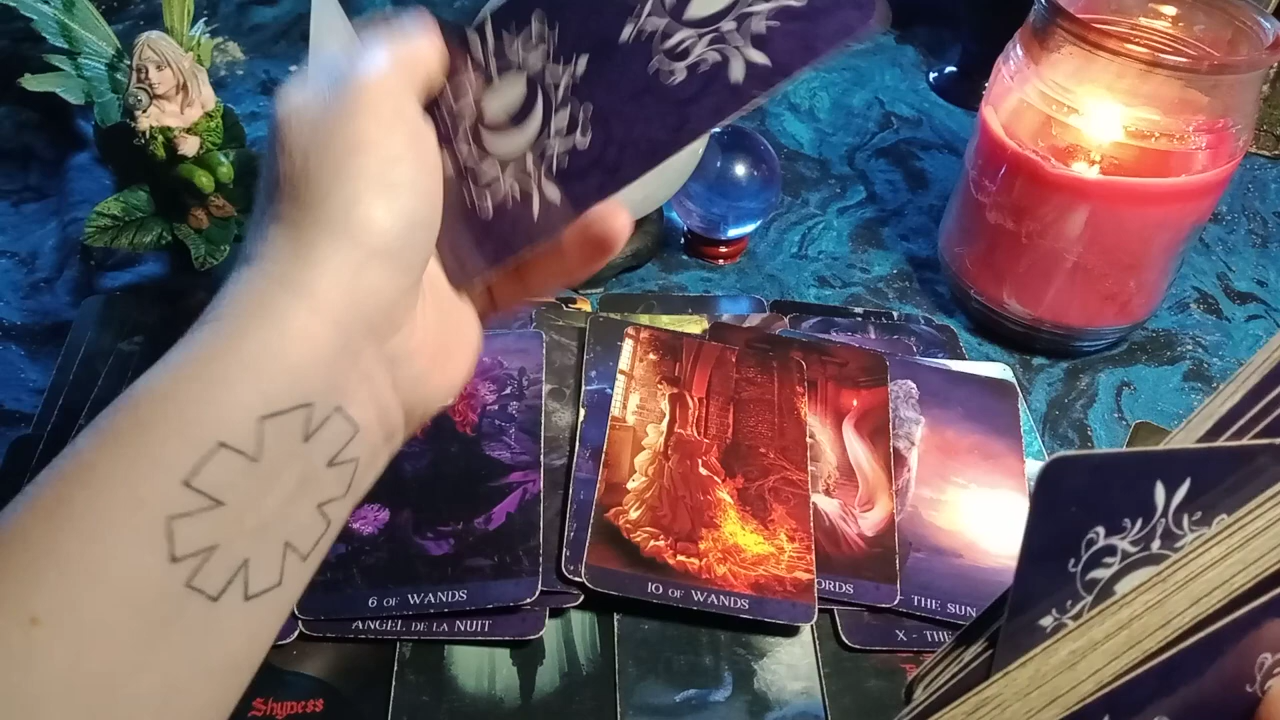 6 OF WANDS
ANGEL DE LA NUIT
10 OF WANDS
ORDS
THE SUN
X - THE
Shyness